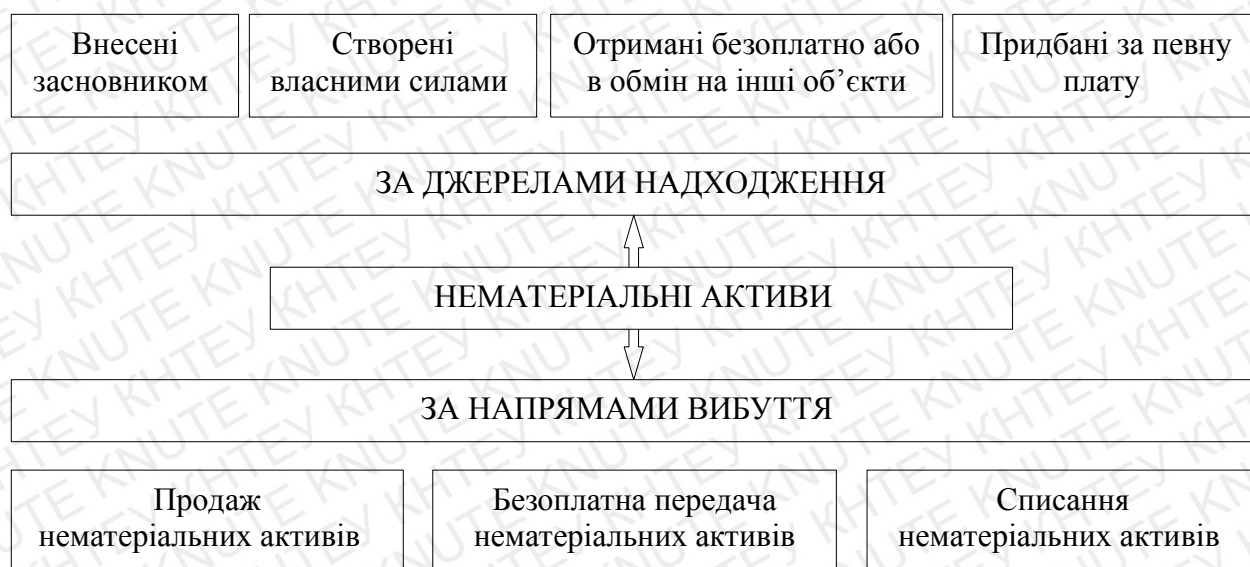 Внесені
засновником
Створені
власними силами
Отримані безоплатно або
в обмін на інші об’єкти
Придбані за певну
плату
ЗА ДЖЕРЕЛАМИ НАДХОДЖЕННЯ
НЕМАТЕРІАЛЬНІ АКТИВИ
ЗА НАПРЯМАМИ ВИБУТТЯ
Продаж
нематеріальних активів
Безоплатна передача
нематеріальних активів
Списання
нематеріальних активів